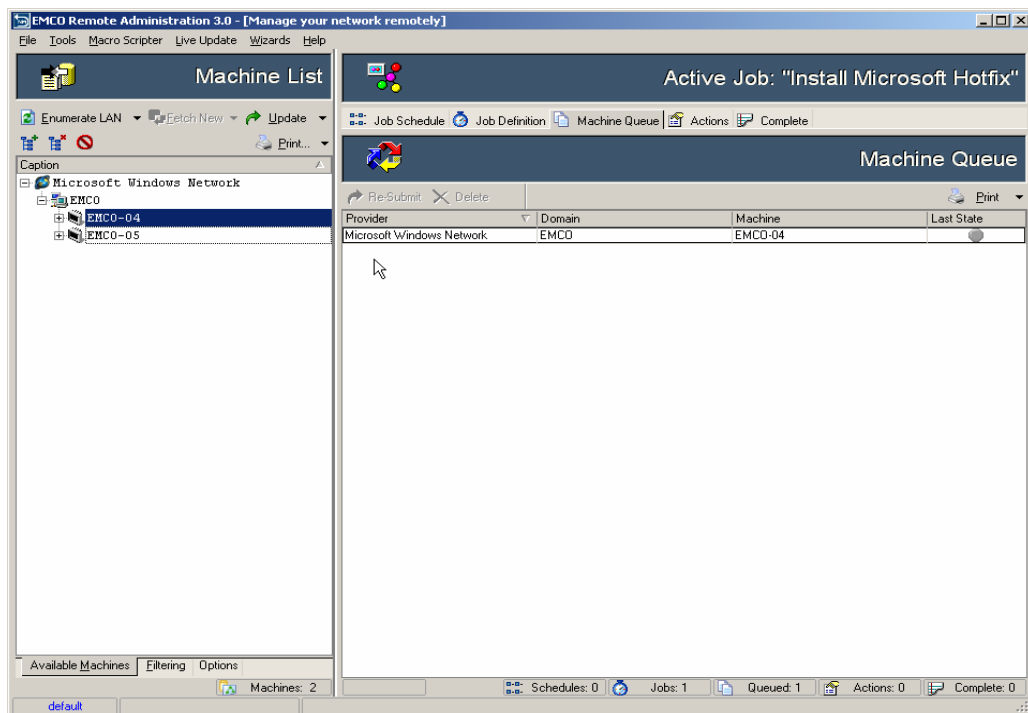 EMCO Remote Administration 3.0 - [Manage your network remotely]
File Tools Macro Scripter Live Update Wizards Help
Machine List
Active Job: "Install Microsoft Hotfix"
Enumerate LAN Fetch New Update
Job Schedule Job Definition Machine Queue Actions Complete
Print...
Machine Queue
Caption
Microsoft Windows Network
EMCO
EMCO-04
EMCO-05
Re-Submit Delete Print
Provider Domain Machine Last State
Microsoft Windows Network EMCO EMCO-04
Available Machines Filtering Options
Machines: 2
Schedules: 0 Jobs: 1 Queued: 1 Actions: 0 Complete: 0
default